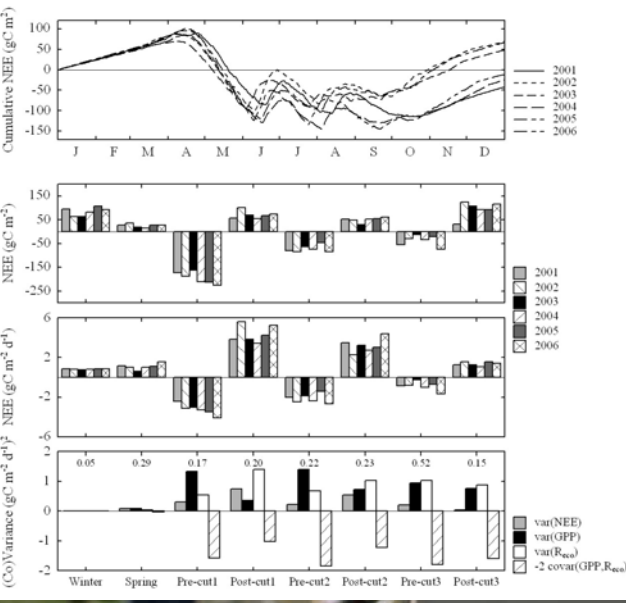 Cumulative NEE (gC m²)
100
50
0
-50
-100
-150
J F M A M J J A S O N D
2001
2002
2003
2004
2005
2006
NEE (gC m⁻²)
150
50
-50
-150
-250
2001
2002
2003
2004
2005
2006
NEE (gC m⁻² d⁻¹)
6
2
-2
-6
(Co)Variance (gC m⁻² d⁻¹)²
2
1
0
-1
-2
0.05 0.29 0.17 0.20 0.22 0.23 0.52 0.15
Winter Spring Pre-cut1 Post-cut1 Pre-cut2 Post-cut2 Pre-cut3 Post-cut3
var(NEE)
var(GPP)
var(Reco)
-2 covar(GPP,Reco)